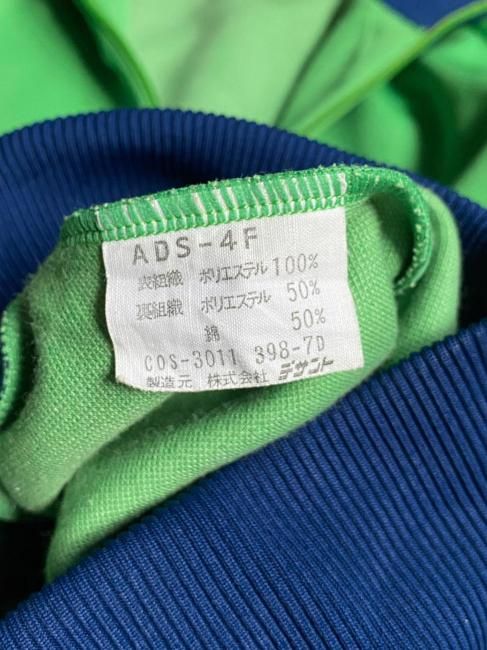 ADS-4F
表組織 ポリエステル 100%
裏組織 ポリエステル 50%
綿 50%
COS-3011 398-7D
製造元 株式会社 デサント